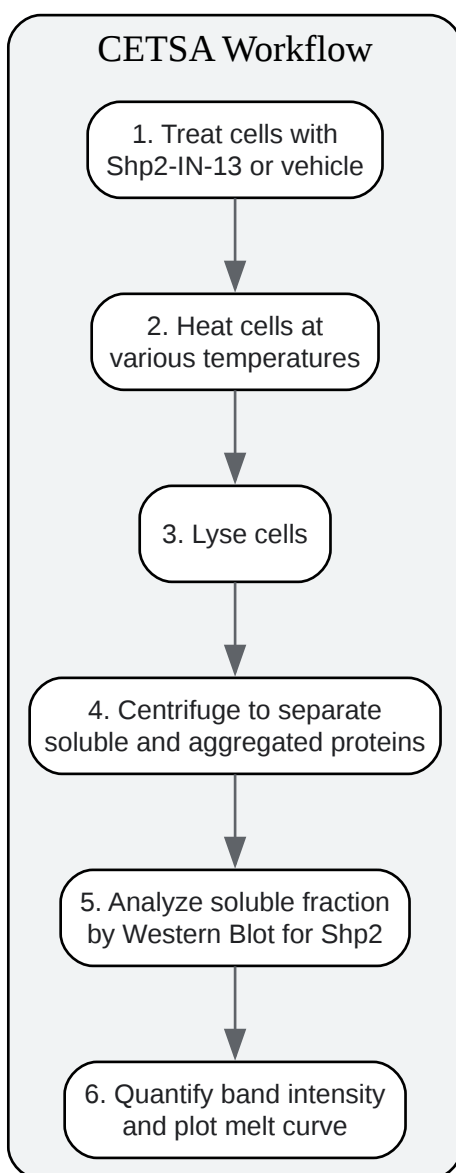 CETSA Workflow
1. Treat cells with
Shp2-IN-13 or vehicle
2. Heat cells at
various temperatures
3. Lyse cells
4. Centrifuge to separate
soluble and aggregated proteins
5. Analyze soluble fraction
by Western Blot for Shp2
6. Quantify band intensity
and plot melt curve